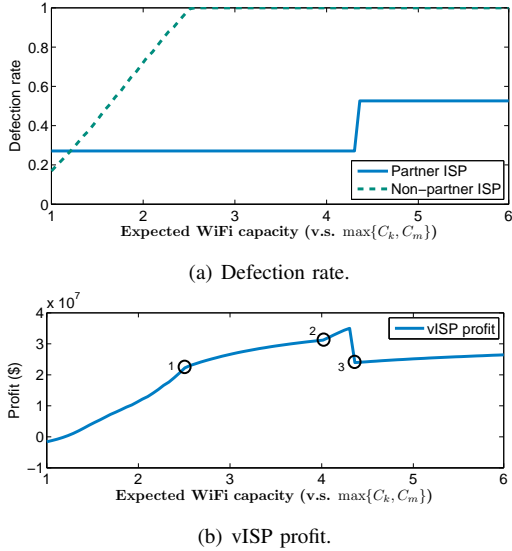 1
0.8
0.6
0.4
0.2
0
Defection rate
Partner ISP
Non-partner ISP
1 2 3 4 5 6
Expected WiFi capacity (v.s. max{C_k, C_m})
(a) Defection rate.
x 10^7
4
3
2
1
0
−1
Profit ($)
vISP profit
1
2
3
1 2 3 4 5 6
Expected WiFi capacity (v.s. max{C_k, C_m})
(b) vISP profit.